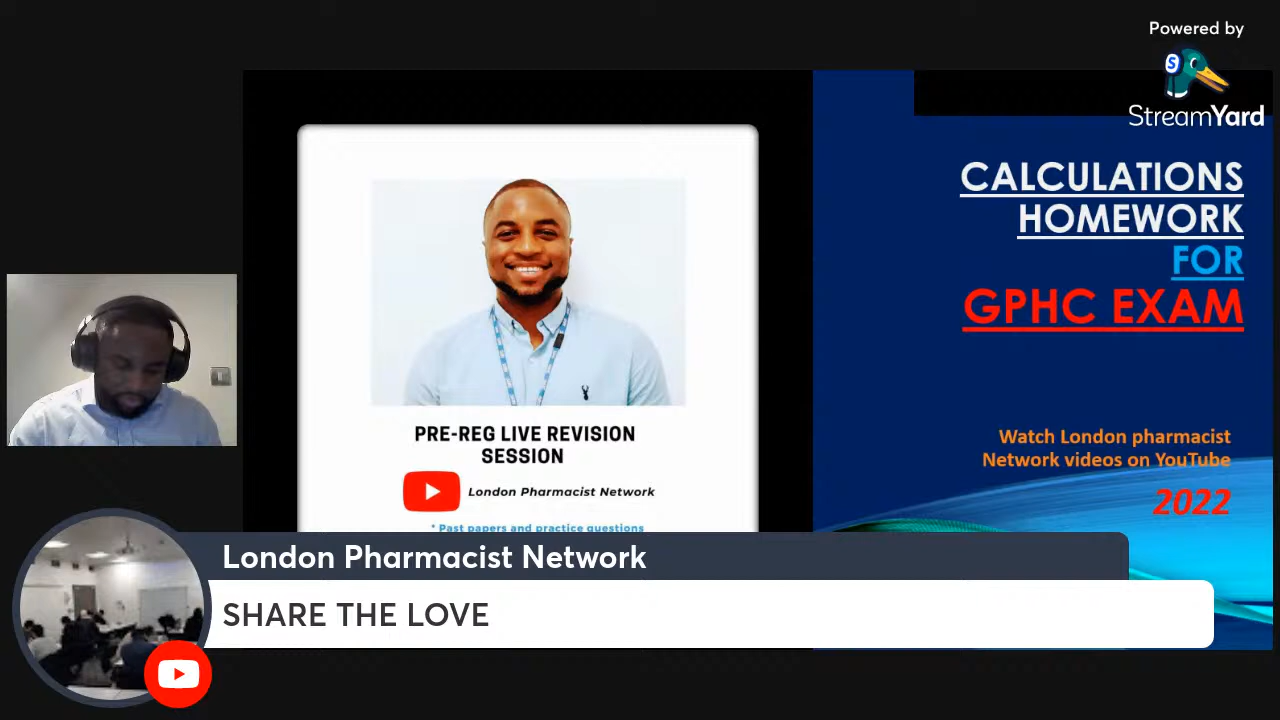 Powered by
StreamYard
CALCULATIONS
HOMEWORK
FOR
GPHC EXAM
PRE-REG LIVE REVISION
SESSION
London Pharmacist Network
* Past papers and practice questions
Watch London pharmacist
Network videos on YouTube
2022
London Pharmacist Network
SHARE THE LOVE